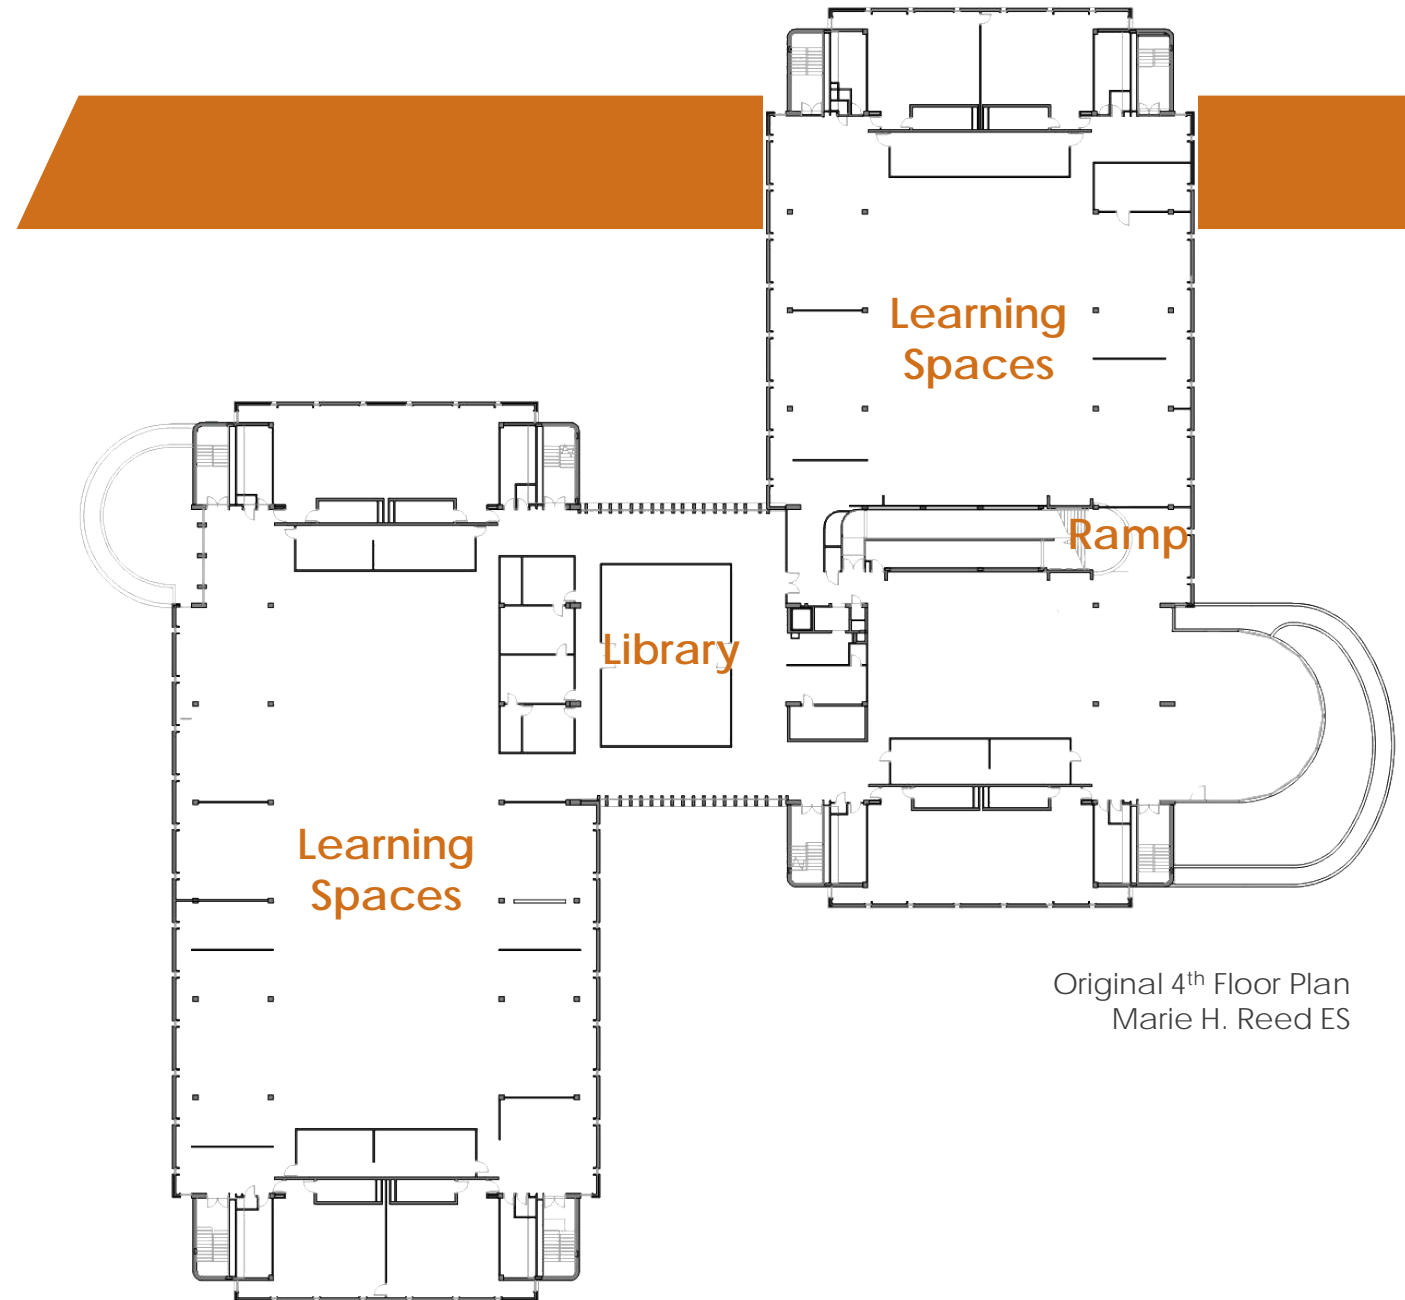 Learning
Spaces
Ramp
Library
Learning
Spaces
Original 4th Floor Plan
Marie H. Reed ES